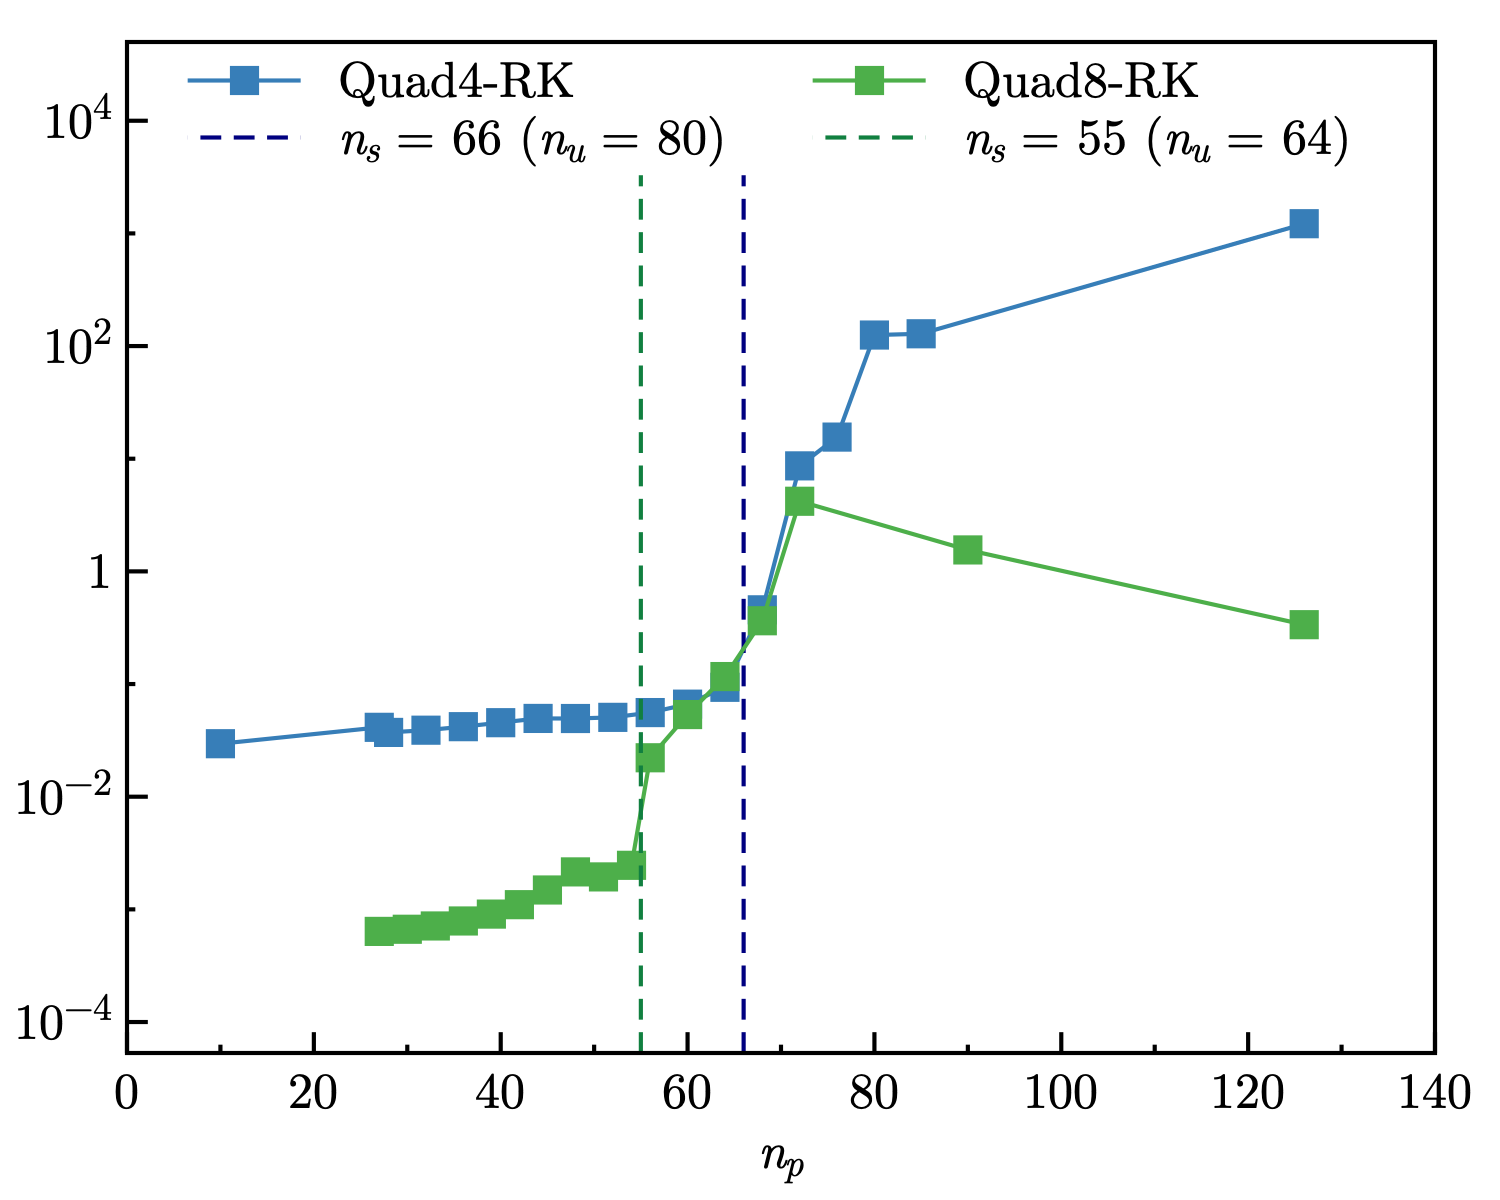 Quad4-RK
Quad8-RK
n_s = 66 (n_u = 80)
n_s = 55 (n_u = 64)
10^4
10^2
1
10^−2
10^−4
0 20 40 60 80 100 120 140
n_p